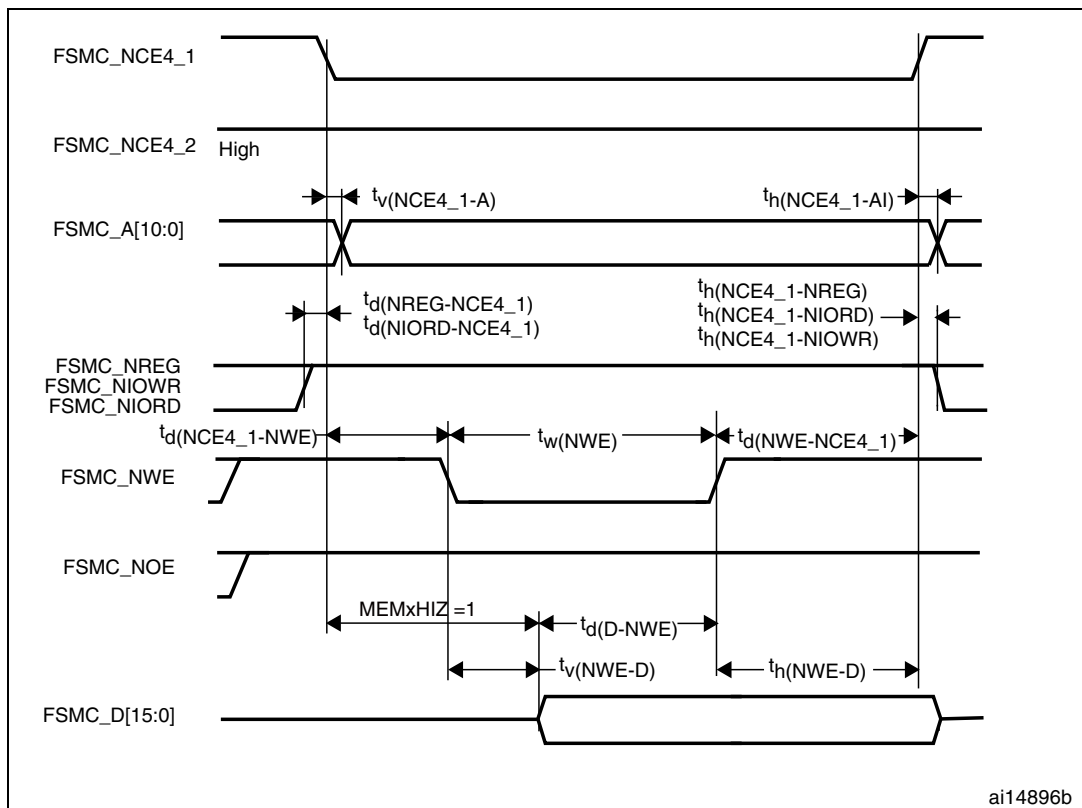 FSMC_NCE4_1
FSMC_NCE4_2 High
tv(NCE4_1-A) th(NCE4_1-AI)
FSMC_A[10:0]
td(NREG-NCE4_1) th(NCE4_1-NREG)
td(NIORD-NCE4_1) th(NCE4_1-NIORD)
th(NCE4_1-NIOWR)
FSMC_NREG
FSMC_NIOWR
FSMC_NIORD
td(NCE4_1-NWE) tw(NWE) td(NWE-NCE4_1)
FSMC_NWE
FSMC_NOE
MEMxHIZ =1 td(D-NWE)
tv(NWE-D) th(NWE-D)
FSMC_D[15:0]
ai14896b